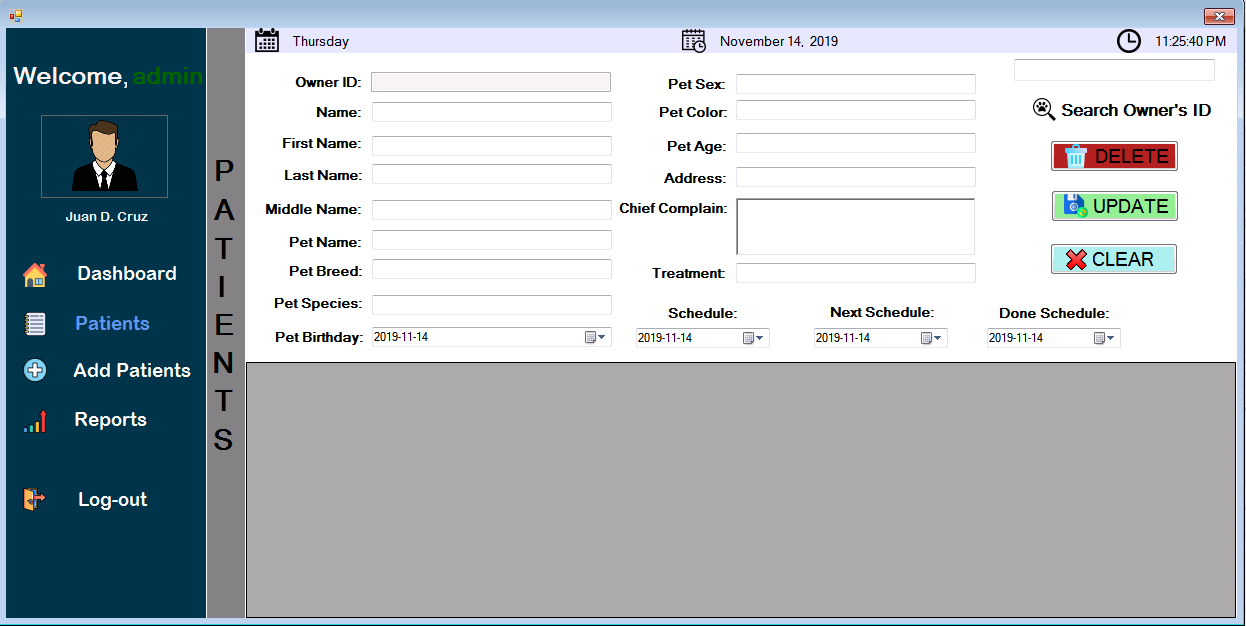 Thursday
November 14, 2019
11:25:40 PM
Welcome, admin
Juan D. Cruz
Dashboard
Patients
Add Patients
Reports
Log-out
PATIENTS
Owner ID:
Name:
First Name:
Last Name:
Middle Name:
Pet Name:
Pet Breed:
Pet Species:
Pet Birthday: 2019-11-14
Pet Sex:
Pet Color:
Pet Age:
Address:
Chief Complain:
Treatment:
Schedule:
2019-11-14
Next Schedule:
2019-11-14
Done Schedule:
2019-11-14
Search Owner's ID
DELETE
UPDATE
CLEAR